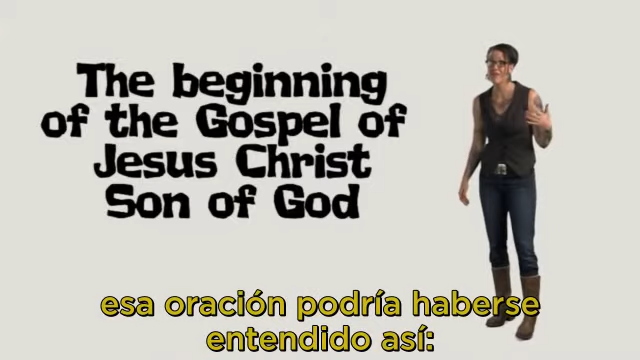 The beginning
of the Gospel of
Jesus Christ
Son of God
esa oración podría haberse
entendido así: